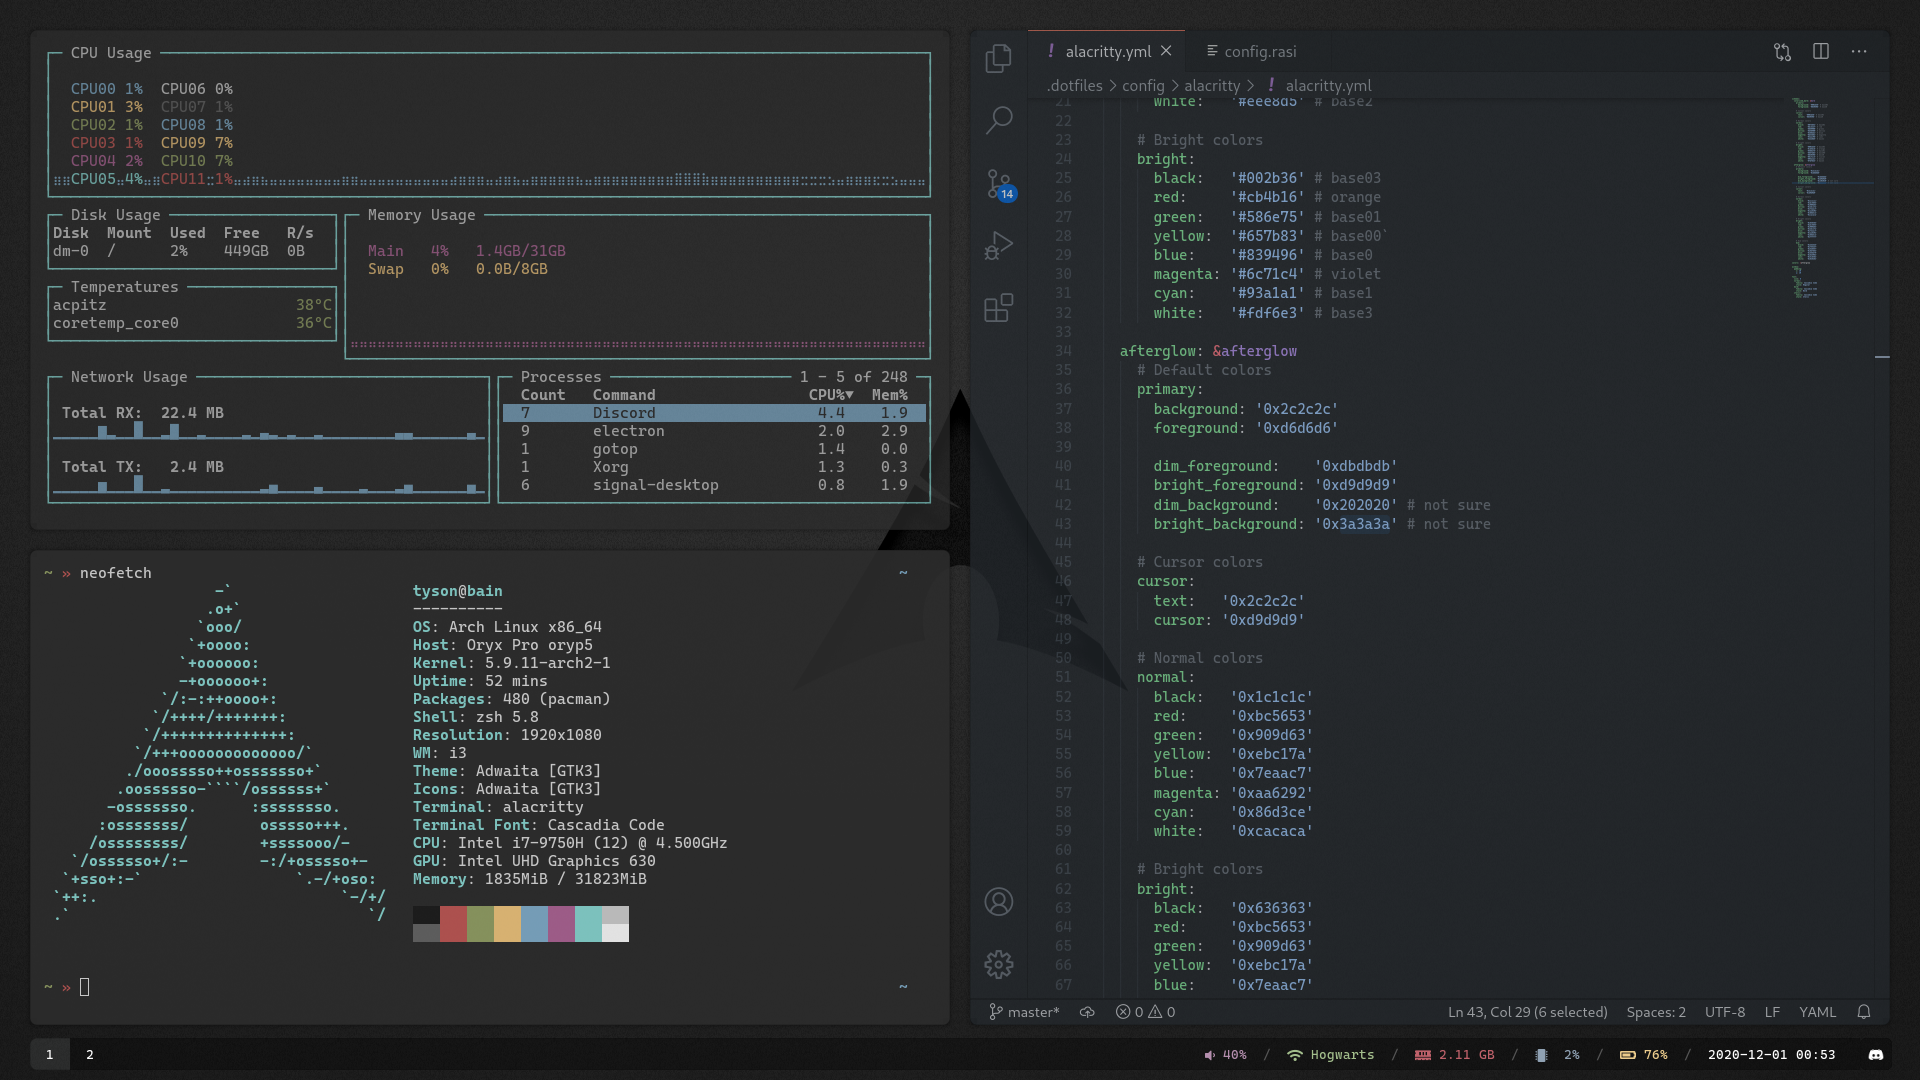 CPU Usage
CPU00 1% CPU06 0%
CPU01 3% CPU07 1%
CPU02 1% CPU08 1%
CPU03 1% CPU09 7%
CPU04 2% CPU10 7%
CPU05 4% CPU11 1%
Disk Usage
Disk Mount Used Free R/s
dm-0 / 2% 449GB 0B
Temperatures
acpitz 38°C
coretemp_core0 36°C
Memory Usage
Main 4% 1.4GB/31GB
Swap 0% 0.0B/8GB
Network Usage
Total RX: 22.4 MB
Total TX: 2.4 MB
Processes 1 - 5 of 248
Count Command CPU%▼ Mem%
7 Discord 4.4 1.9
9 electron 2.0 2.9
1 gotop 1.4 0.0
1 Xorg 1.3 0.3
6 signal-desktop 0.8 1.9
~ » neofetch ~
-`
.o+`
`ooo/
`+oooo:
`+oooooo:
-+oooooo+:
`/:-:++oooo+:
`/++++/+++++++:
`/++++++++++++++:
`/+++ooooooooooooo/`
./ooosssso++osssssso+`
.oossssso-````/ossssss+`
-osssssso. :ssssssso.
:osssssss/ osssso+++.
/ossssssss/ +ssssooo/-
`/ossssso+/:- -:/+osssso+-
`+sso+:-` `.-/+oso:
`++:. `-/+/
.` `/
tyson@bain
----------
OS: Arch Linux x86_64
Host: Oryx Pro oryp5
Kernel: 5.9.11-arch2-1
Uptime: 52 mins
Packages: 480 (pacman)
Shell: zsh 5.8
Resolution: 1920x1080
WM: i3
Theme: Adwaita [GTK3]
Icons: Adwaita [GTK3]
Terminal: alacritty
Terminal Font: Cascadia Code
CPU: Intel i7-9750H (12) @ 4.500GHz
GPU: Intel UHD Graphics 630
Memory: 1835MiB / 31823MiB
~ » ~
! alacritty.yml × config.rasi ···
.dotfiles > config > alacritty > ! alacritty.yml
14
21 white: '#eee8d5' # base2
22
23 # Bright colors
24 bright:
25 black: '#002b36' # base03
26 red: '#cb4b16' # orange
27 green: '#586e75' # base01
28 yellow: '#657b83' # base00`
29 blue: '#839496' # base0
30 magenta: '#6c71c4' # violet
31 cyan: '#93a1a1' # base1
32 white: '#fdf6e3' # base3
33
34 afterglow: &afterglow
35 # Default colors
36 primary:
37 background: '0x2c2c2c'
38 foreground: '0xd6d6d6'
39
40 dim_foreground: '0xdbdbdb'
41 bright_foreground: '0xd9d9d9'
42 dim_background: '0x202020' # not sure
43 bright_background: '0x3a3a3a' # not sure
44
45 # Cursor colors
46 cursor:
47 text: '0x2c2c2c'
48 cursor: '0xd9d9d9'
49
50 # Normal colors
51 normal:
52 black: '0x1c1c1c'
53 red: '0xbc5653'
54 green: '0x909d63'
55 yellow: '0xebc17a'
56 blue: '0x7eaac7'
57 magenta: '0xaa6292'
58 cyan: '0x86d3ce'
59 white: '0xcacaca'
60
61 # Bright colors
62 bright:
63 black: '0x636363'
64 red: '0xbc5653'
65 green: '0x909d63'
66 yellow: '0xebc17a'
67 blue: '0x7eaac7'
master* 0 0 Ln 43, Col 29 (6 selected) Spaces: 2 UTF-8 LF YAML
1 2 40% / Hogwarts / 2.11 GB / 2% / 76% / 2020-12-01 00:53